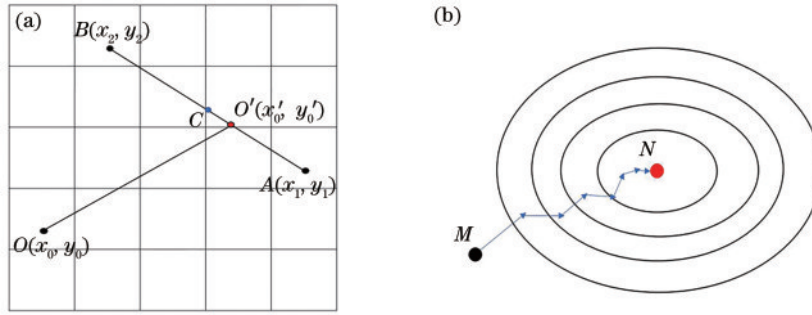 (a)
B(x₂, y₂)
C
O′(x₀′, y₀′)
A(x₁, y₁)
O(x₀, y₀)
(b)
N
M